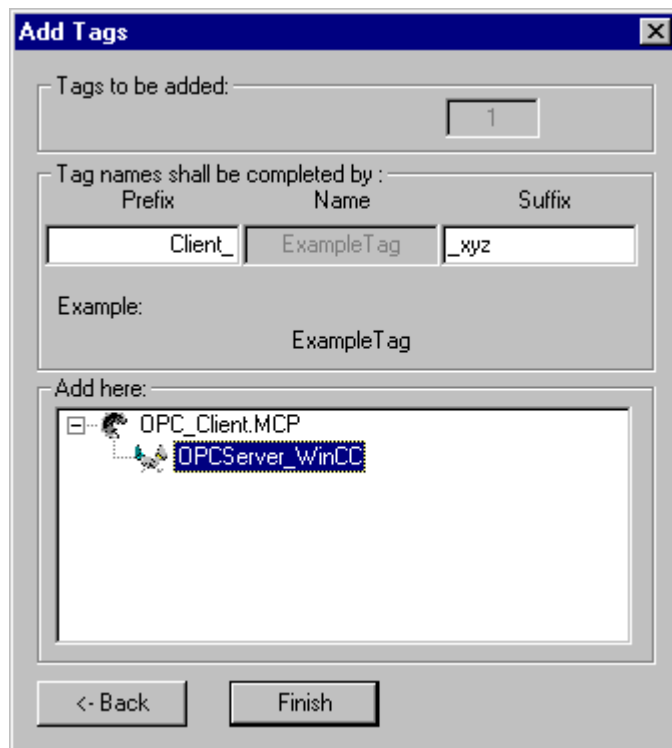 Add Tags
Tags to be added:
1
Tag names shall be completed by :
Prefix Name Suffix
Client_ ExampleTag _xyz
Example:
ExampleTag
Add here:
OPC_Client.MCP
OPCServer_WinCC
<- Back Finish